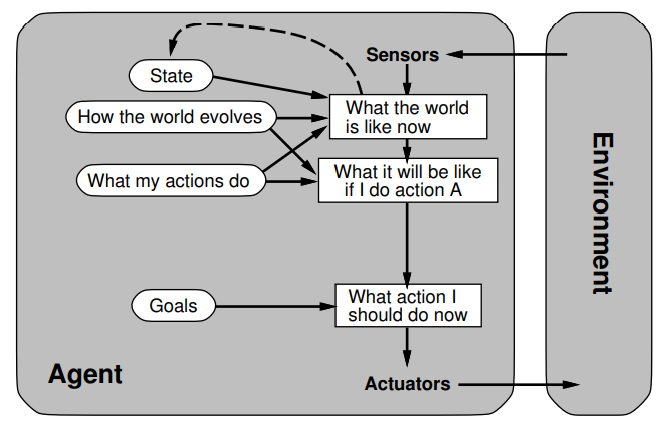 Sensors
State
How the world evolves
What the world
is like now
What my actions do
What it will be like
if I do action A
Goals
What action I
should do now
Agent
Actuators
Environment